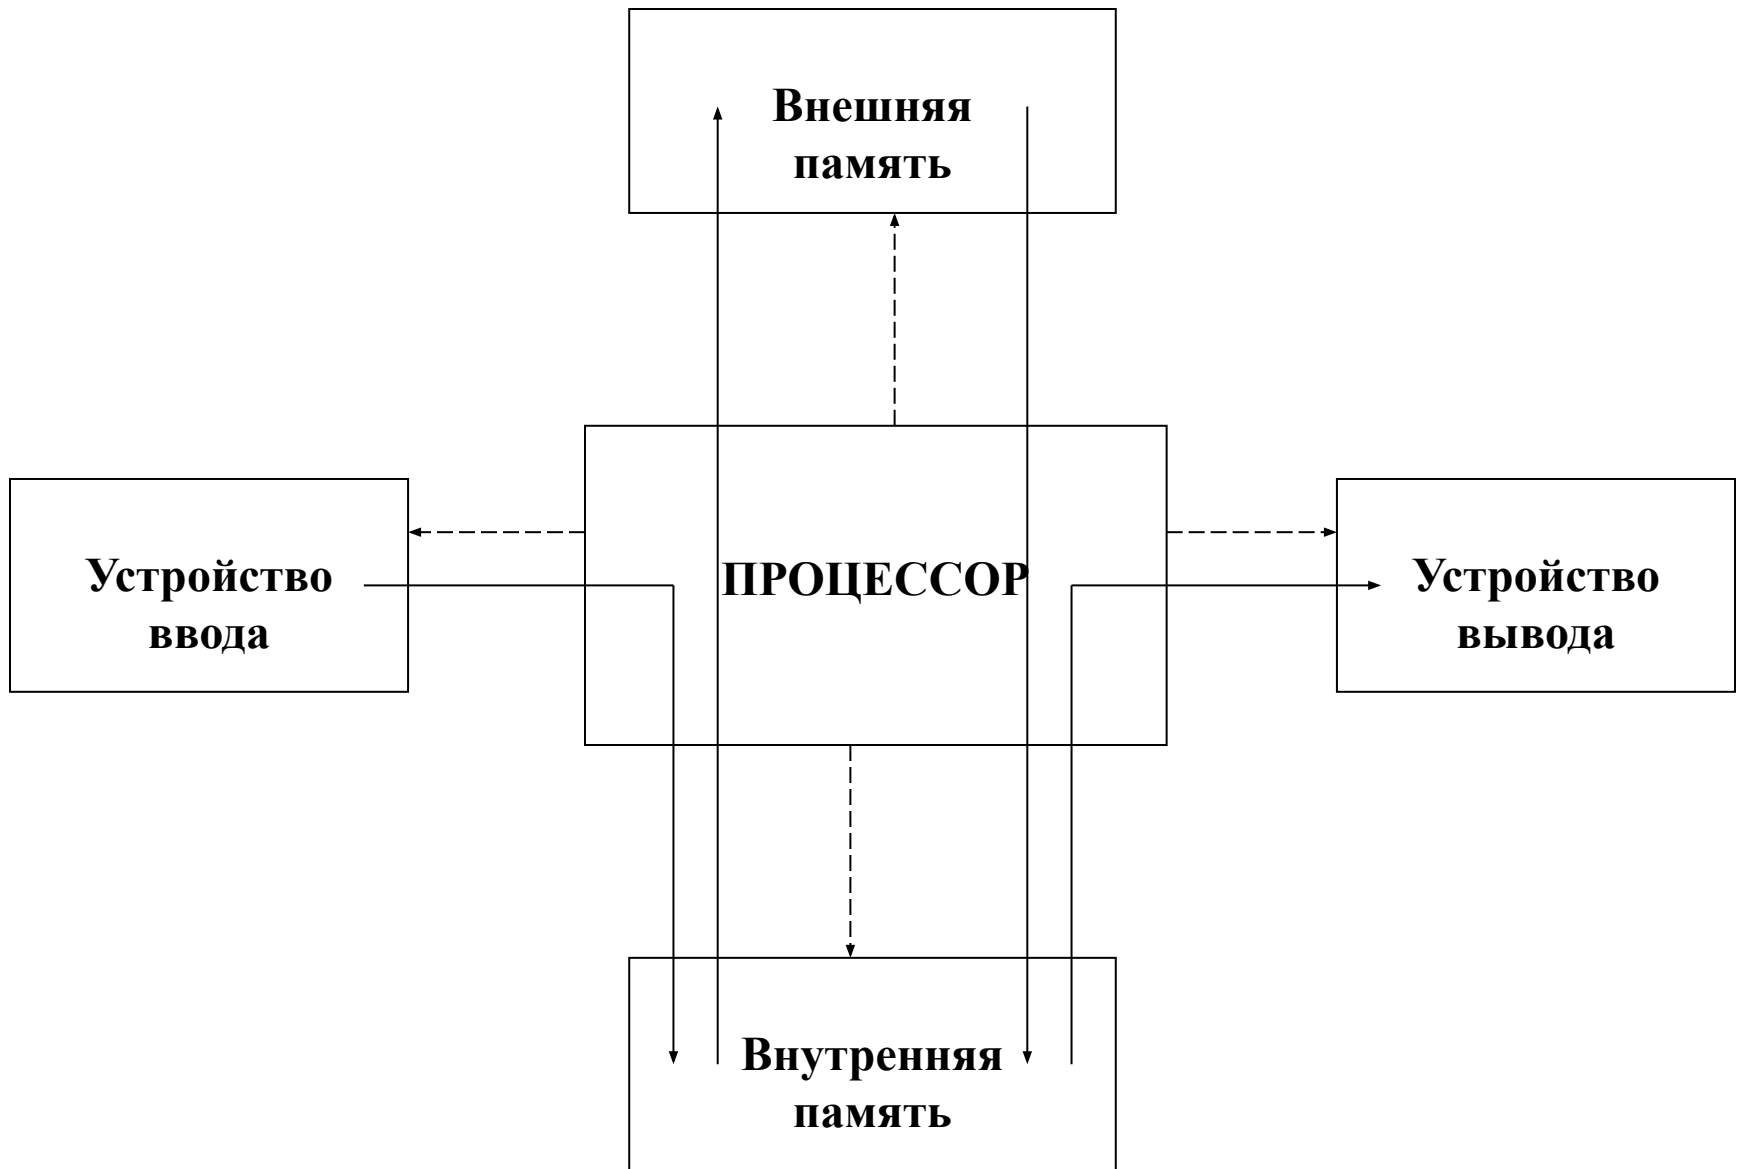 Внешняя
память
Устройство
ввода
ПРОЦЕССОР
Устройство
вывода
Внутренняя
память